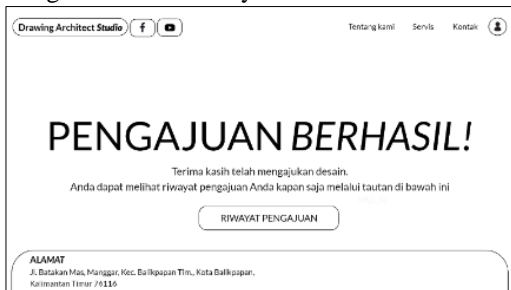 Drawing Architect Studio
Tentang kami Servis Kontak
PENGAJUAN BERHASIL!
Terima kasih telah mengajukan desain.
Anda dapat melihat riwayat pengajuan Anda kapan saja melalui tautan di bawah ini
RIWAYAT PENGAJUAN
ALAMAT
Jl. Batakan Mas, Manggar, Kec. Balikpapan Tim., Kota Balikpapan,
Kalimantan Timur 76116